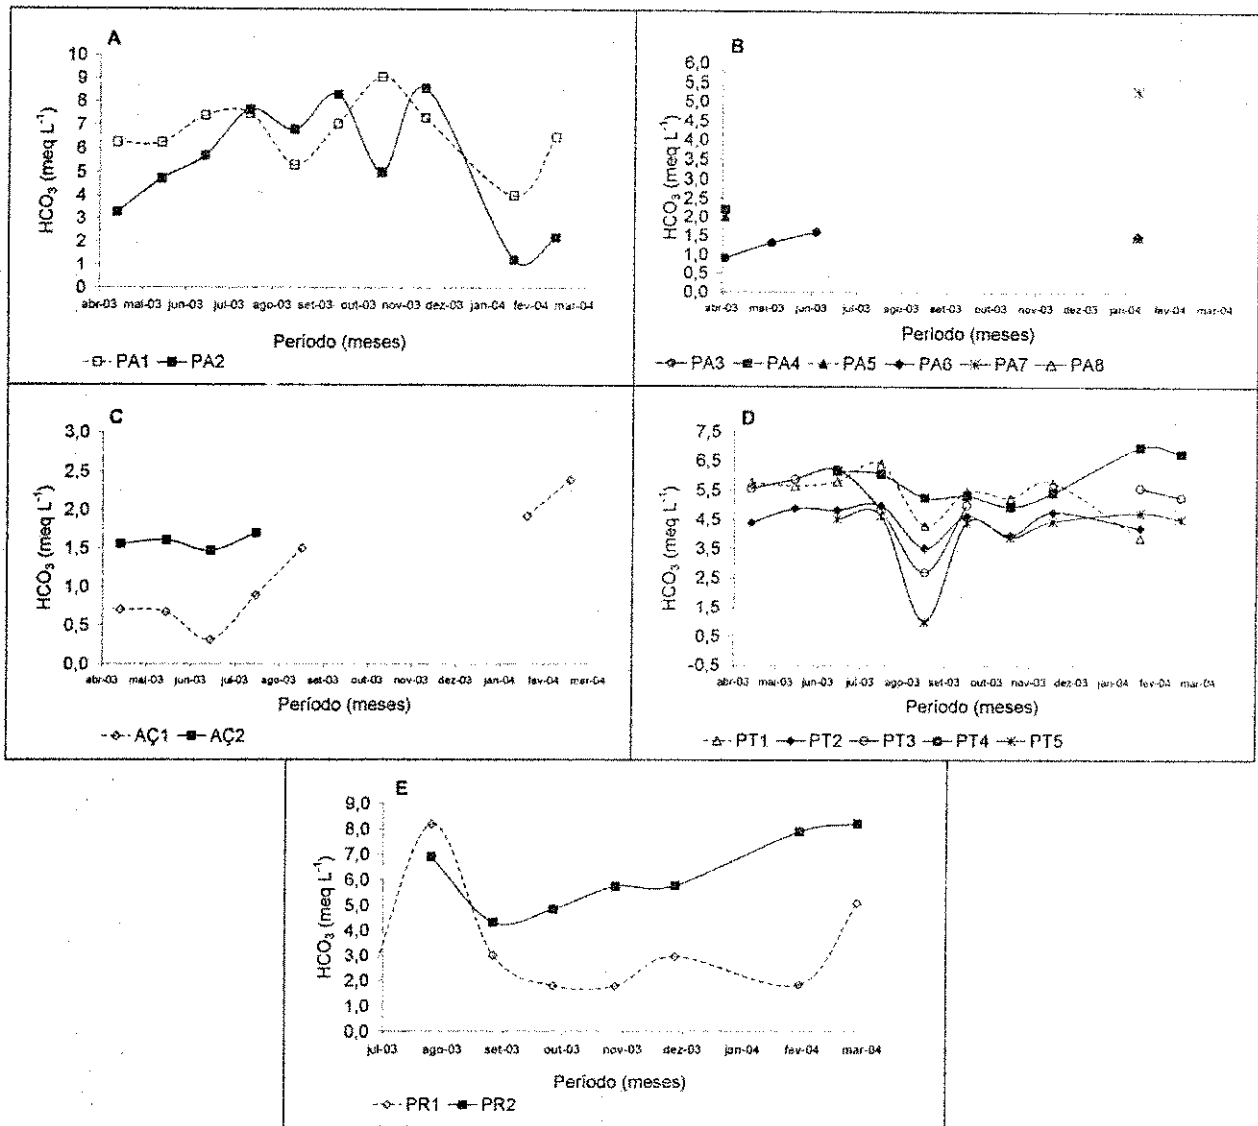 A
HCO₃ (meq L⁻¹)
10
9
8
7
6
5
4
3
2
1
0
abr-03 mai-03 jun-03 jul-03 ago-03 set-03 out-03 nov-03 dez-03 jan-04 fev-04 mar-04
Período (meses)
PA1 PA2
B
HCO₃ (meq L⁻¹)
6,0
5,5
5,0
4,5
4,0
3,5
3,0
2,5
2,0
1,5
1,0
0,5
0,0
abr-03 mai-03 jun-03 jul-03 ago-03 set-03 out-03 nov-03 dez-03 jan-04 fev-04 mar-04
Período (meses)
PA3 PA4 PA5 PA6 PA7 PA8
C
HCO₃ (meq L⁻¹)
3,0
2,5
2,0
1,5
1,0
0,5
0,0
abr-03 mai-03 jun-03 jul-03 ago-03 set-03 out-03 nov-03 dez-03 jan-04 fev-04 mar-04
Período (meses)
AÇ1 AÇ2
D
HCO₃ (meq L⁻¹)
7,5
6,5
5,5
4,5
3,5
2,5
1,5
0,5
-0,5
abr-03 mai-03 jun-03 jul-03 ago-03 set-03 out-03 nov-03 dez-03 jan-04 fev-04 mar-04
Período (meses)
PT1 PT2 PT3 PT4 PT5
E
HCO₃ (meq L⁻¹)
9,0
8,0
7,0
6,0
5,0
4,0
3,0
2,0
1,0
0,0
jul-03 ago-03 set-03 out-03 nov-03 dez-03 jan-04 fev-04 mar-04
Período (meses)
PR1 PR2